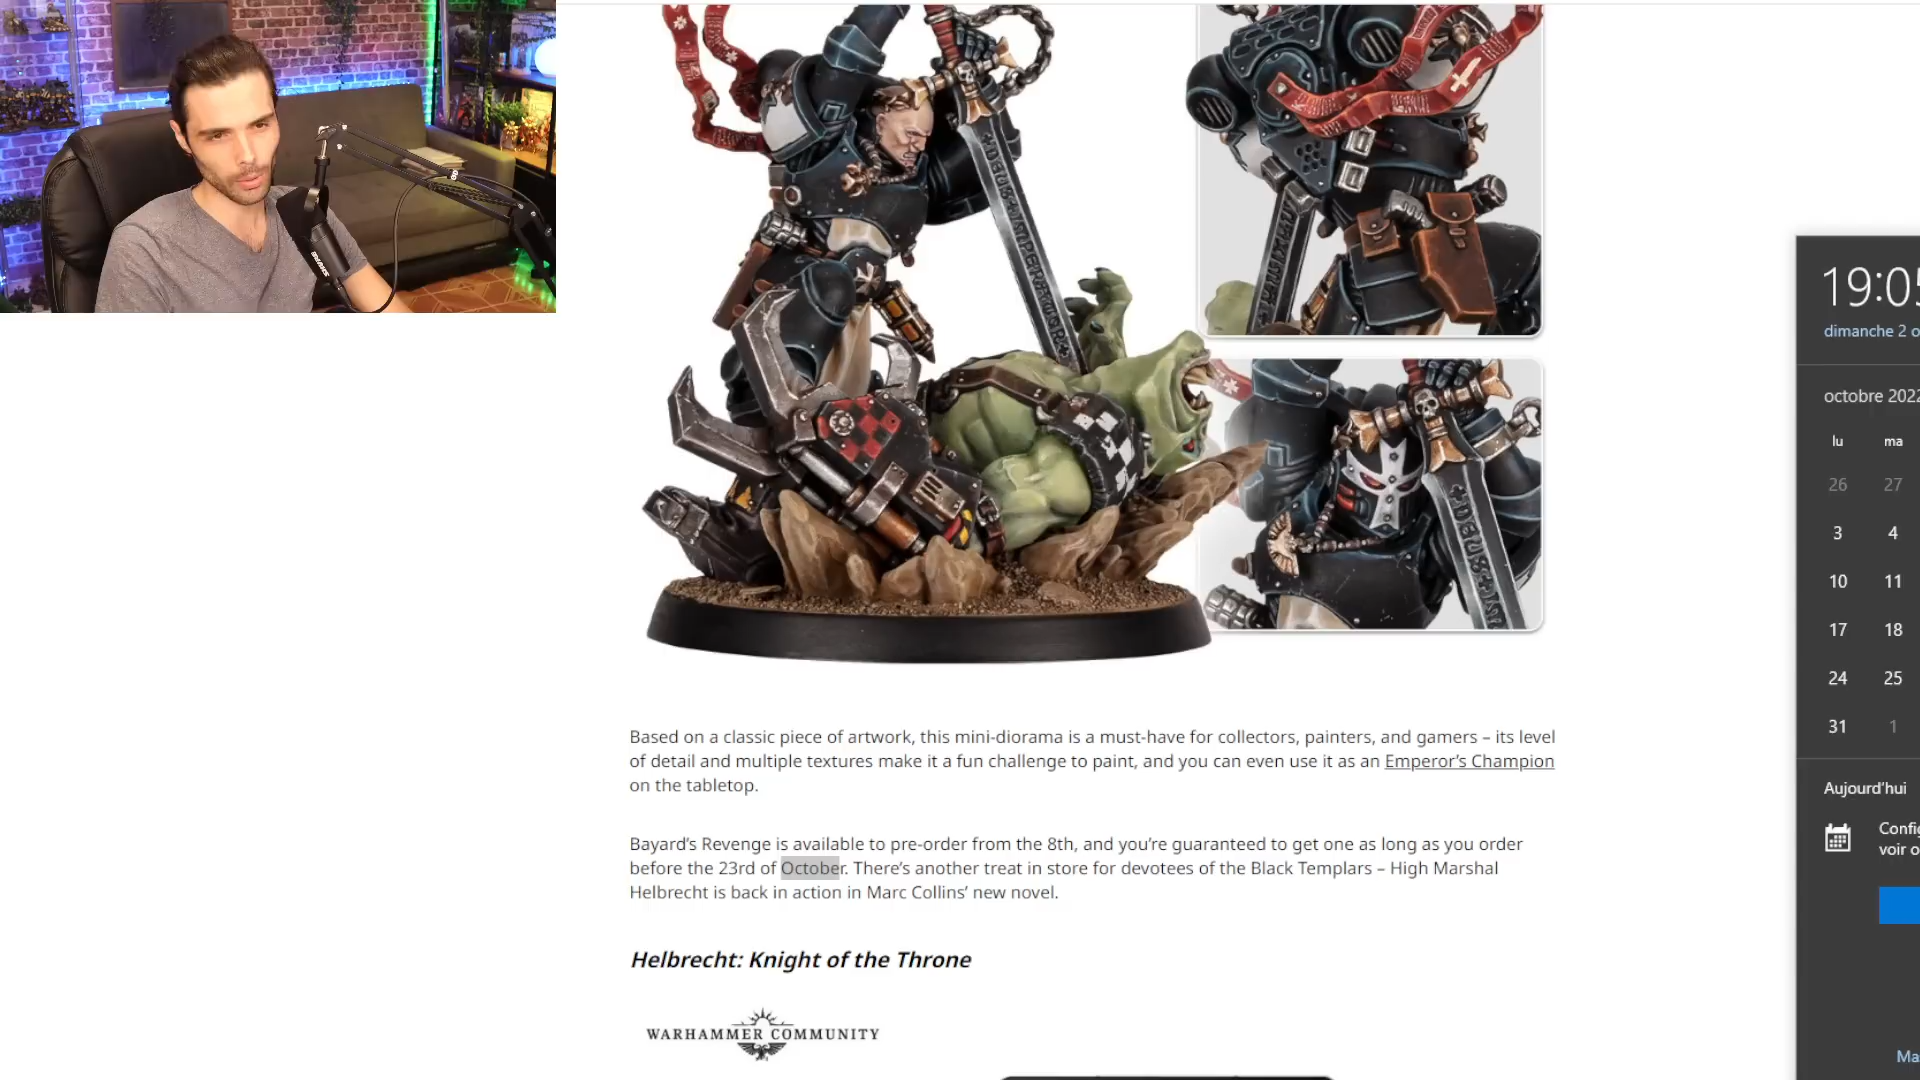 Based on a classic piece of artwork, this mini-diorama is a must-have for collectors, painters, and gamers – its level
of detail and multiple textures make it a fun challenge to paint, and you can even use it as an Emperor's Champion
on the tabletop.
Bayard's Revenge is available to pre-order from the 8th, and you're guaranteed to get one as long as you order
before the 23rd of October. There's another treat in store for devotees of the Black Templars – High Marshal
Helbrecht is back in action in Marc Collins' new novel.
Helbrecht: Knight of the Throne
WARHAMMER COMMUNITY
19:05
dimanche 2 o
octobre 2022
lu ma
26 27
3 4
10 11
17 18
24 25
31 1
Aujourd'hui
Config
voir o
Ma